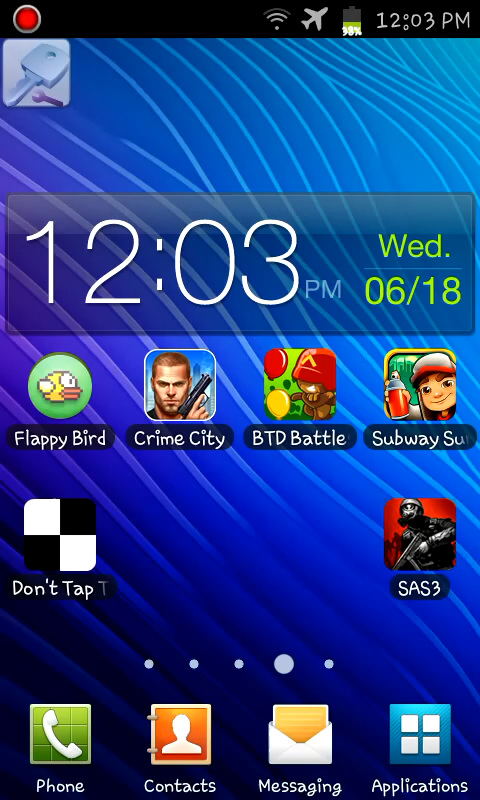 98%
12:03 PM
12:03 PM
Wed.
06/18
Flappy Bird
Crime City
BTD Battle
Subway Su
Don't Tap T
SAS3
Phone
Contacts
Messaging
Applications